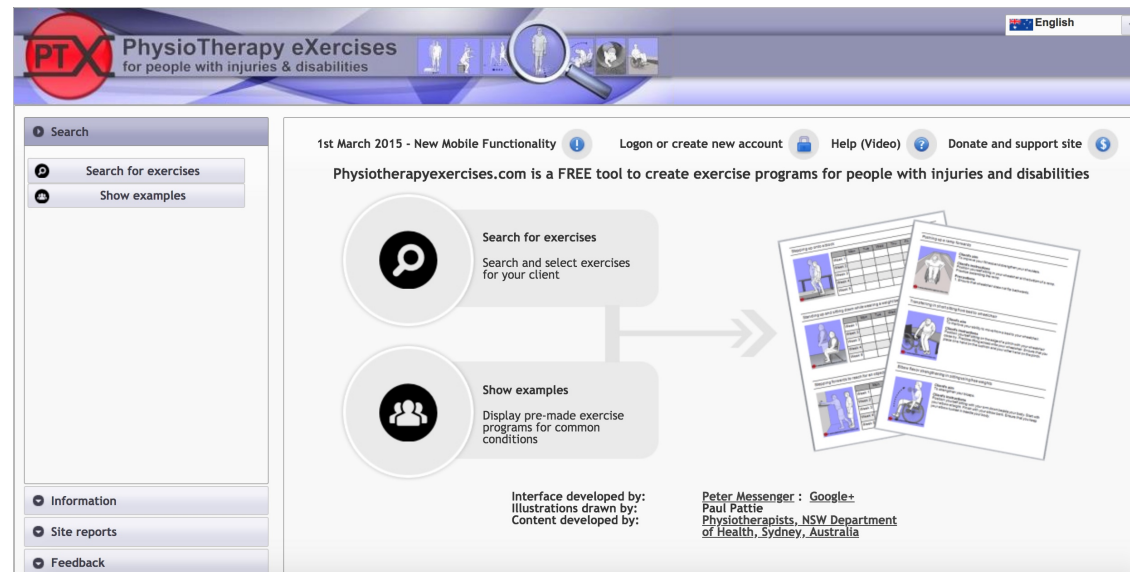 English
PTX
PhysioTherapy eXercises
for people with injuries & disabilities
Search
Search for exercises
Show examples
Information
Site reports
Feedback
1st March 2015 - New Mobile Functionality
Logon or create new account
Help (Video)
Donate and support site
Physiotherapyexercises.com is a FREE tool to create exercise programs for people with injuries and disabilities
Search for exercises
Search and select exercises
for your client
Show examples
Display pre-made exercise
programs for common
conditions
Interface developed by: Peter Messenger : Google+
Illustrations drawn by: Paul Pattie
Content developed by: Physiotherapists, NSW Department
of Health, Sydney, Australia